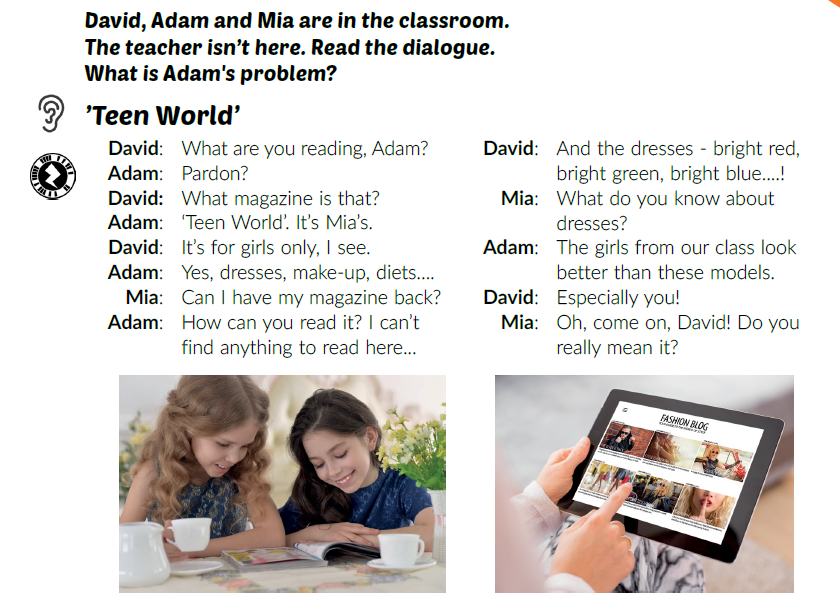 David, Adam and Mia are in the classroom.
The teacher isn't here. Read the dialogue.
What is Adam's problem?
’Teen World’
David: What are you reading, Adam?
Adam: Pardon?
David: What magazine is that?
Adam: ‘Teen World’. It’s Mia’s.
David: It’s for girls only, I see.
Adam: Yes, dresses, make-up, diets....
Mia: Can I have my magazine back?
Adam: How can you read it? I can’t
find anything to read here...
David: And the dresses - bright red,
bright green, bright blue....!
Mia: What do you know about
dresses?
Adam: The girls from our class look
better than these models.
David: Especially you!
Mia: Oh, come on, David! Do you
really mean it?
FASHION BLOG